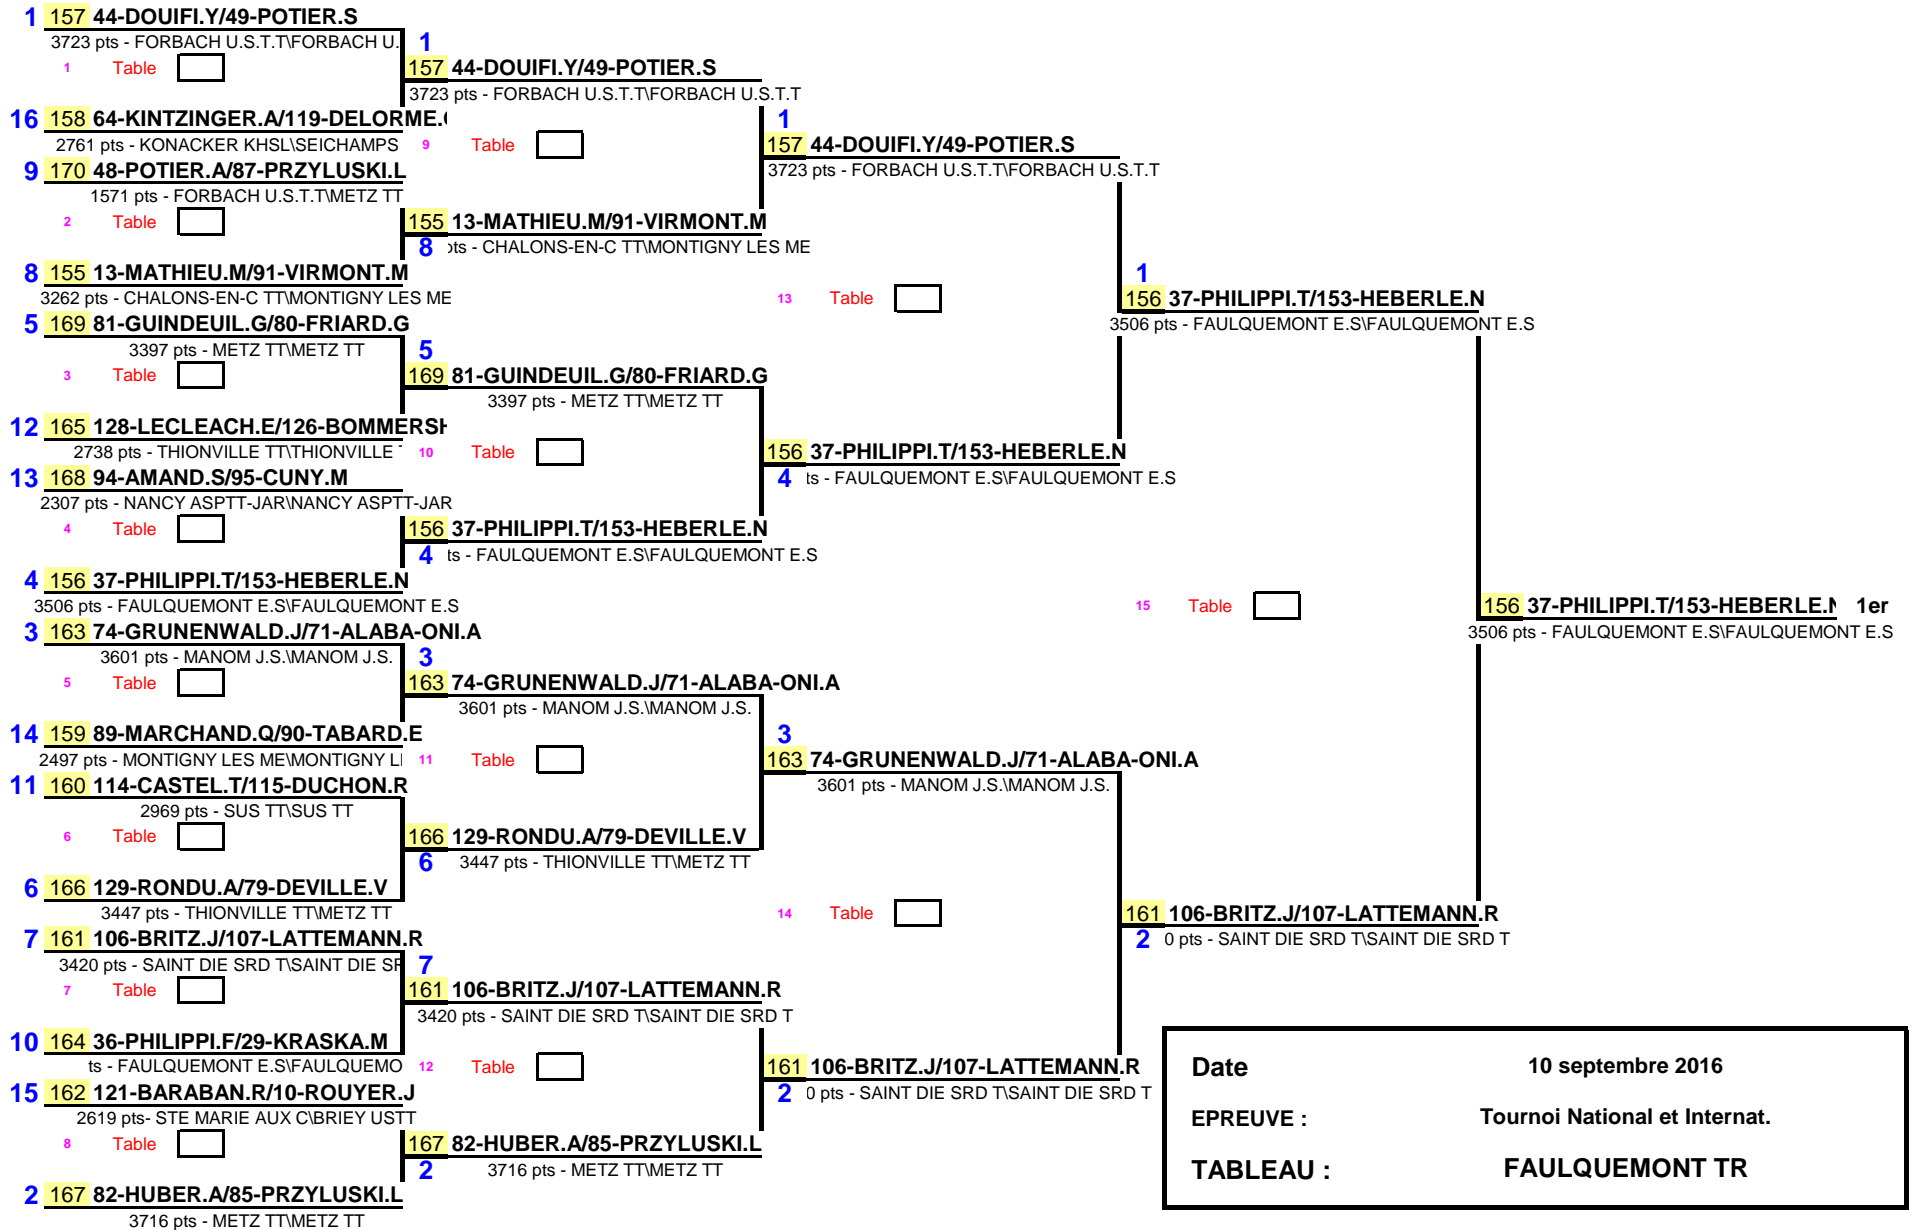 1 157 44-DOUIFI.Y/49-POTIER.S
3723 pts - FORBACH U.S.T.T\FORBACH U.
1 Table
16 158 64-KINTZINGER.A/119-DELORME.
2761 pts - KONACKER KHSL\SEICHAMPS
9 170 48-POTIER.A/87-PRZYLUSKI.L
1571 pts - FORBACH U.S.T.T\METZ TT
2 Table
8 155 13-MATHIEU.M/91-VIRMONT.M
3262 pts - CHALONS-EN-C TT\MONTIGNY LES ME
5 169 81-GUINDEUIL.G/80-FRIARD.G
3397 pts - METZ TT\METZ TT
3 Table
12 165 128-LECLEACH.E/126-BOMMERSH
2738 pts - THIONVILLE TT\THIONVILLE
13 168 94-AMAND.S/95-CUNY.M
2307 pts - NANCY ASPTT-JAR\NANCY ASPTT-JAR
4 Table
4 156 37-PHILIPPI.T/153-HEBERLE.N
3506 pts - FAULQUEMONT E.S\FAULQUEMONT E.S
3 163 74-GRUNENWALD.J/71-ALABA-ONI.A
3601 pts - MANOM J.S.\MANOM J.S.
5 Table
14 159 89-MARCHAND.Q/90-TABARD.E
2497 pts - MONTIGNY LES ME\MONTIGNY L
11 160 114-CASTEL.T/115-DUCHON.R
2969 pts - SUS TT\SUS TT
6 Table
6 166 129-RONDU.A/79-DEVILLE.V
3447 pts - THIONVILLE TT\METZ TT
7 161 106-BRITZ.J/107-LATTEMANN.R
3420 pts - SAINT DIE SRD T\SAINT DIE SR
7 Table
10 164 36-PHILIPPI.F/29-KRASKA.M
ts - FAULQUEMONT E.S\FAULQUEMO
15 162 121-BARABAN.R/10-ROUYER.J
2619 pts- STE MARIE AUX C\BRIEY USTT
8 Table
2 167 82-HUBER.A/85-PRZYLUSKI.L
3716 pts - METZ TT\METZ TT
1
157 44-DOUIFI.Y/49-POTIER.S
3723 pts - FORBACH U.S.T.T\FORBACH U.S.T.T
9 Table
155 13-MATHIEU.M/91-VIRMONT.M
8 pts - CHALONS-EN-C TT\MONTIGNY LES ME
5
169 81-GUINDEUIL.G/80-FRIARD.G
3397 pts - METZ TT\METZ TT
10 Table
156 37-PHILIPPI.T/153-HEBERLE.N
4 ts - FAULQUEMONT E.S\FAULQUEMONT E.S
3
163 74-GRUNENWALD.J/71-ALABA-ONI.A
3601 pts - MANOM J.S.\MANOM J.S.
11 Table
166 129-RONDU.A/79-DEVILLE.V
6 3447 pts - THIONVILLE TT\METZ TT
7
161 106-BRITZ.J/107-LATTEMANN.R
3420 pts - SAINT DIE SRD T\SAINT DIE SRD T
12 Table
167 82-HUBER.A/85-PRZYLUSKI.L
2 3716 pts - METZ TT\METZ TT
1
157 44-DOUIFI.Y/49-POTIER.S
3723 pts - FORBACH U.S.T.T\FORBACH U.S.T.T
13 Table
156 37-PHILIPPI.T/153-HEBERLE.N
4 ts - FAULQUEMONT E.S\FAULQUEMONT E.S
3
163 74-GRUNENWALD.J/71-ALABA-ONI.A
3601 pts - MANOM J.S.\MANOM J.S.
14 Table
161 106-BRITZ.J/107-LATTEMANN.R
2 0 pts - SAINT DIE SRD T\SAINT DIE SRD T
1
156 37-PHILIPPI.T/153-HEBERLE.N
3506 pts - FAULQUEMONT E.S\FAULQUEMONT E.S
15 Table
161 106-BRITZ.J/107-LATTEMANN.R
2 0 pts - SAINT DIE SRD T\SAINT DIE SRD T
156 37-PHILIPPI.T/153-HEBERLE.N 1er
3506 pts - FAULQUEMONT E.S\FAULQUEMONT E.S
Date 10 septembre 2016
EPREUVE : Tournoi National et Internat.
TABLEAU : FAULQUEMONT TR